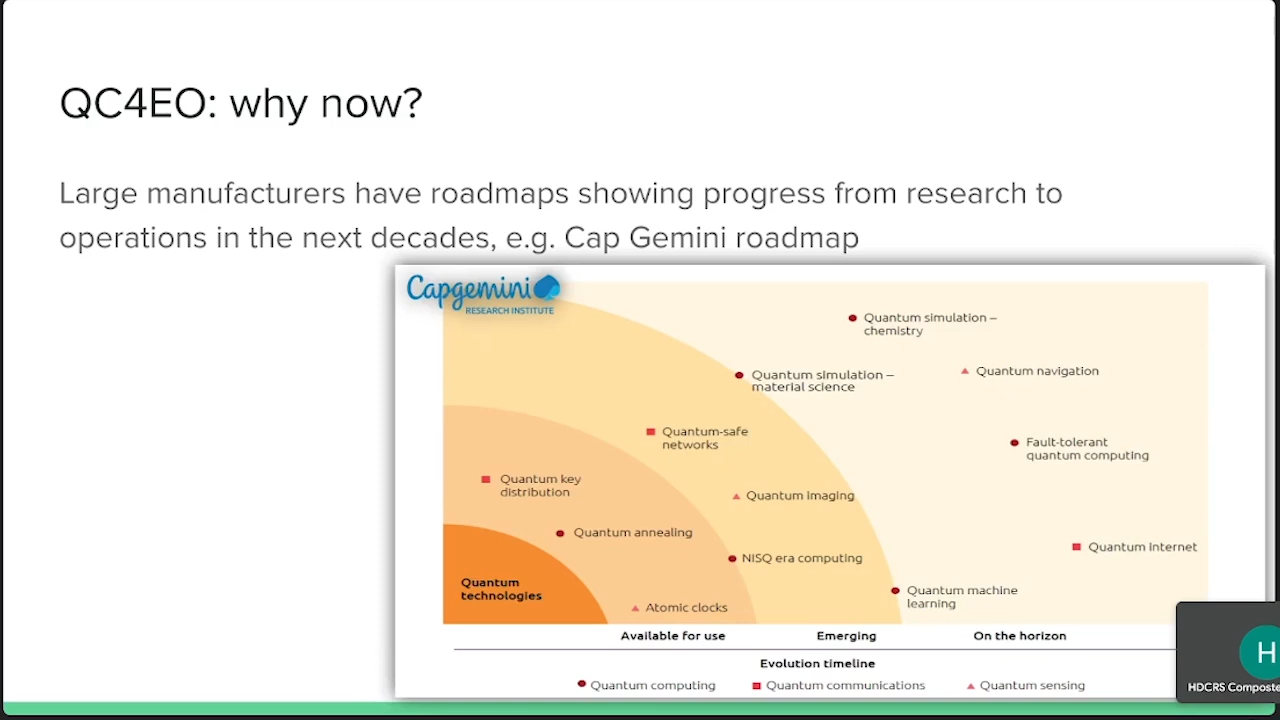 QC4EO: why now?
Large manufacturers have roadmaps showing progress from research to
operations in the next decades, e.g. Cap Gemini roadmap
Capgemini
RESEARCH INSTITUTE
Quantum simulation –
chemistry
Quantum simulation –
material science
Quantum navigation
Quantum-safe
networks
Fault-tolerant
quantum computing
Quantum key
distribution
Quantum imaging
Quantum annealing
NISQ era computing
Quantum internet
Quantum
technologies
Quantum machine
learning
Atomic clocks
Available for use
Emerging
On the horizon
Evolution timeline
Quantum computing
Quantum communications
Quantum sensing
H
HDCRS Composte